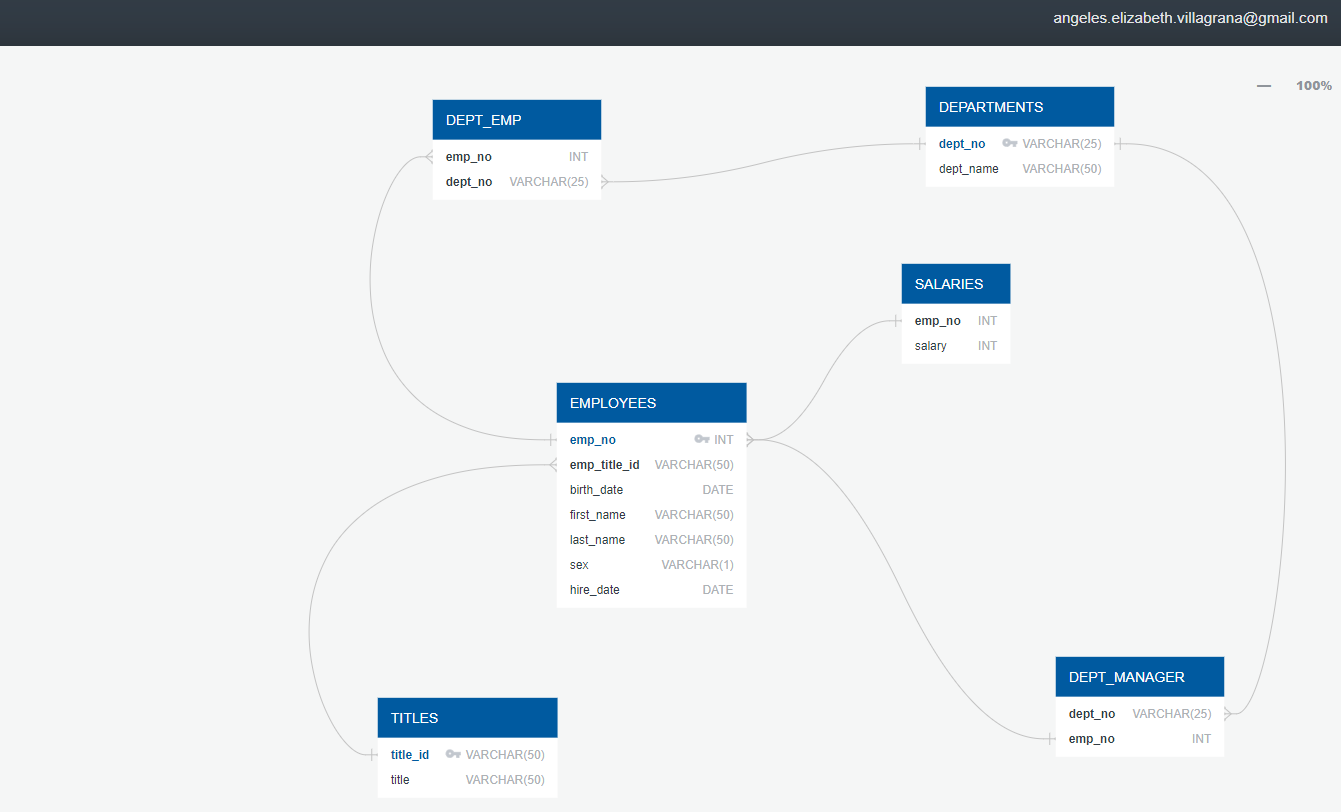 angeles.elizabeth.villagrana@gmail.com
— 100%
DEPT_EMP
emp_no INT
dept_no VARCHAR(25)
DEPARTMENTS
dept_no VARCHAR(25)
dept_name VARCHAR(50)
SALARIES
emp_no INT
salary INT
EMPLOYEES
emp_no INT
emp_title_id VARCHAR(50)
birth_date DATE
first_name VARCHAR(50)
last_name VARCHAR(50)
sex VARCHAR(1)
hire_date DATE
DEPT_MANAGER
dept_no VARCHAR(25)
emp_no INT
TITLES
title_id VARCHAR(50)
title VARCHAR(50)